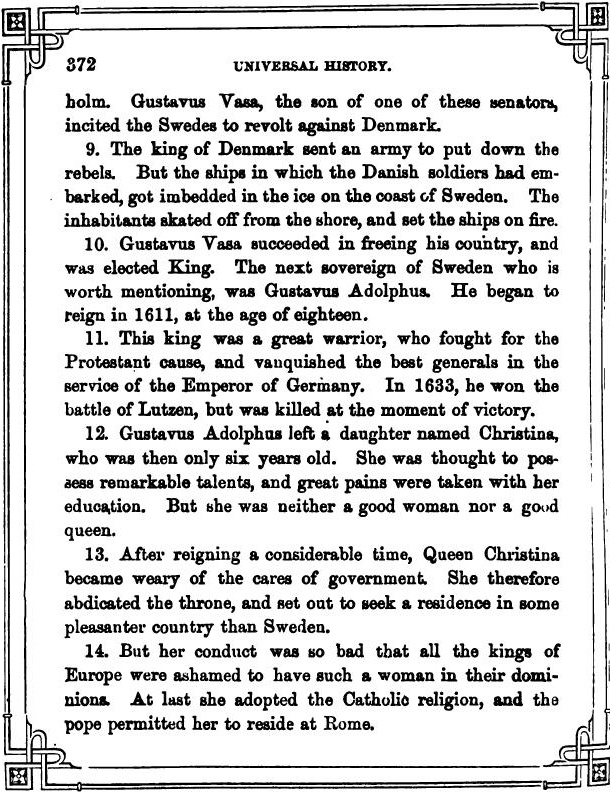 372 UNIVERSAL HISTORY.
holm. Gustavus Vasa, the son of one of these senators,
incited the Swedes to revolt against Denmark.
9. The king of Denmark sent an army to put down the
rebels. But the ships in which the Danish soldiers had em-
barked, got imbedded in the ice on the coast of Sweden. The
inhabitants skated off from the shore, and set the ships on fire.
10. Gustavus Vasa succeeded in freeing his country, and
was elected King. The next sovereign of Sweden who is
worth mentioning, was Gustavus Adolphus. He began to
reign in 1611, at the age of eighteen.
11. This king was a great warrior, who fought for the
Protestant cause, and vanquished the best generals in the
service of the Emperor of Germany. In 1633, he won the
battle of Lutzen, but was killed at the moment of victory.
12. Gustavus Adolphus left a daughter named Christina,
who was then only six years old. She was thought to pos-
sess remarkable talents, and great pains were taken with her
education. But she was neither a good woman nor a good
queen.
13. After reigning a considerable time, Queen Christina
became weary of the cares of government. She therefore
abdicated the throne, and set out to seek a residence in some
pleasanter country than Sweden.
14. But her conduct was so bad that all the kings of
Europe were ashamed to have such a woman in their domi-
nions. At last she adopted the Catholic religion, and the
pope permitted her to reside at Rome.